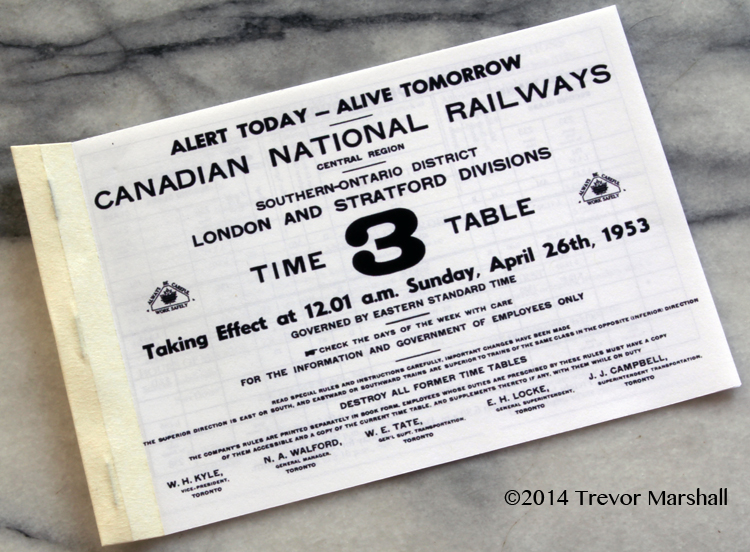 ALERT TODAY — ALIVE TOMORROW
CANADIAN NATIONAL RAILWAYS
CENTRAL REGION
SOUTHERN-ONTARIO DISTRICT
LONDON AND STRATFORD DIVISIONS
TIME 3 TABLE
ALWAYS BE CAREFUL
WORK SAFELY
ALWAYS BE CAREFUL
WORK SAFELY
Taking Effect at 12.01 a.m. Sunday, April 26th, 1953
GOVERNED BY EASTERN STANDARD TIME
☛ CHECK THE DAYS OF THE WEEK WITH CARE
FOR THE INFORMATION AND GOVERNMENT OF EMPLOYEES ONLY
READ SPECIAL RULES AND INSTRUCTIONS CAREFULLY, IMPORTANT CHANGES HAVE BEEN MADE
THE SUPERIOR DIRECTION IS EAST OR SOUTH, AND EASTWARD OR SOUTHWARD TRAINS ARE SUPERIOR TO TRAINS OF THE SAME CLASS IN THE OPPOSITE (INFERIOR) DIRECTION
DESTROY ALL FORMER TIME TABLES
THE COMPANY'S RULES ARE PRINTED SEPARATELY IN BOOK FORM. EMPLOYEES WHOSE DUTIES ARE PRESCRIBED BY THESE RULES MUST HAVE A COPY
OF THEM ACCESSIBLE AND A COPY OF THE CURRENT TIME TABLE, AND SUPPLEMENTS THERETO IF ANY, WITH THEM WHILE ON DUTY
W. H. KYLE,
VICE-PRESIDENT,
TORONTO
N. A. WALFORD,
GENERAL MANAGER,
TORONTO
W. E. TATE,
GEN'L SUPT. TRANSPORTATION,
TORONTO
E. H. LOCKE,
GENERAL SUPERINTENDENT,
TORONTO
J. J. CAMPBELL,
SUPERINTENDENT TRANSPORTATION,
TORONTO
©2014 Trevor Marshall